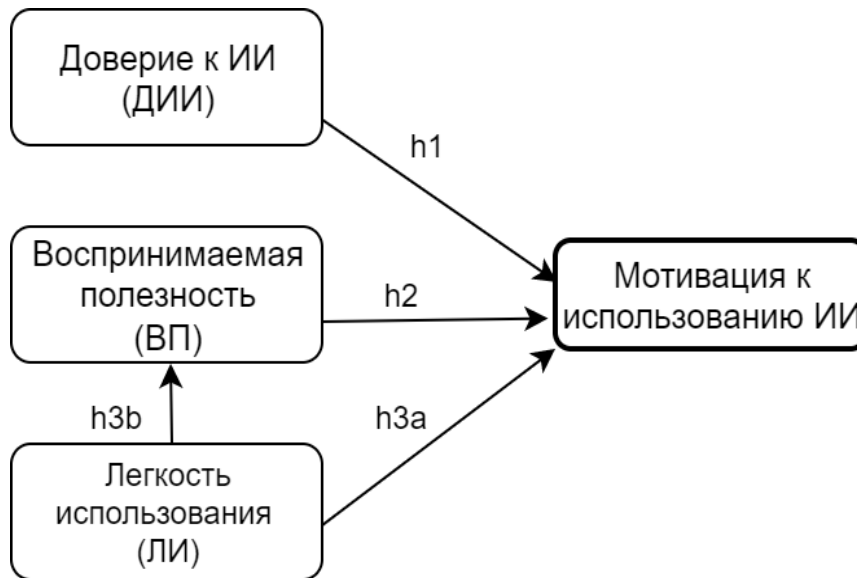 Доверие к ИИ
(ДИИ)
h1
Воспринимаемая
полезность
(ВП)
h2
Мотивация к
использованию ИИ
h3b
h3a
Легкость
использования
(ЛИ)